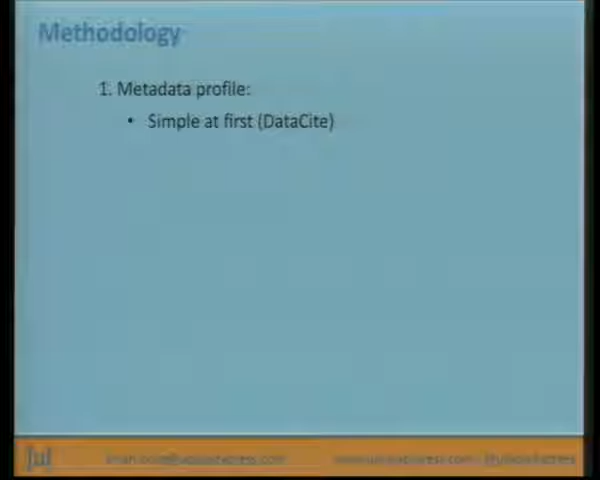 Methodology
1. Metadata profile:
• Simple at first (DataCite)
[u]